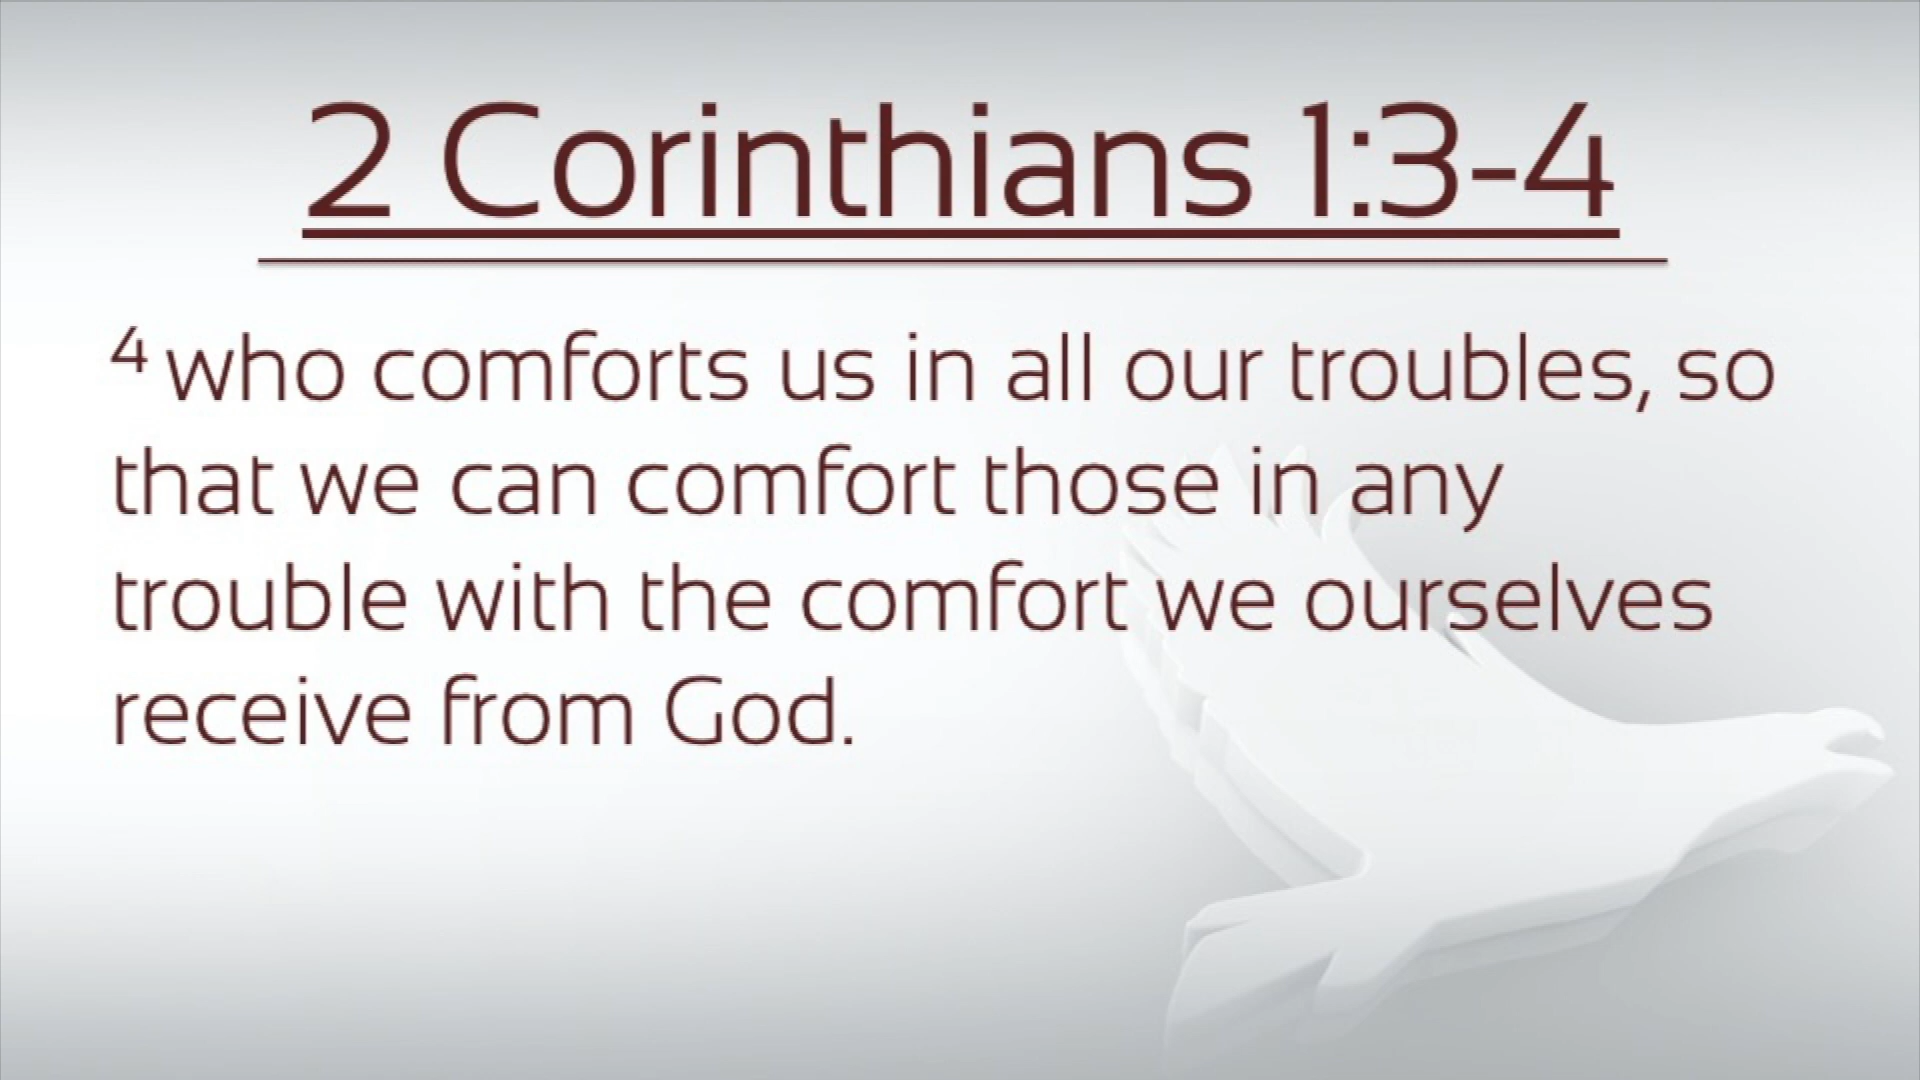 2 Corinthians 1:3-4
4 who comforts us in all our troubles, so
that we can comfort those in any
trouble with the comfort we ourselves
receive from God.